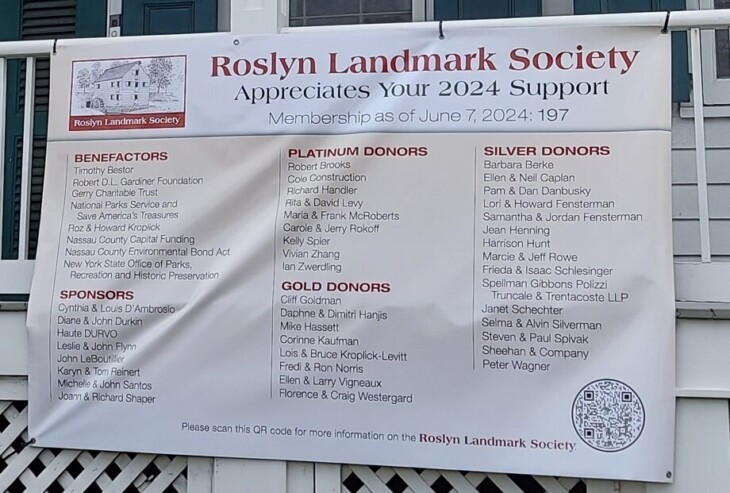 Roslyn Landmark Society
Appreciates Your 2024 Support
Membership as of June 7, 2024: 197
Roslyn Landmark Society
BENEFACTORS
Timothy Bestor
Robert D.L. Gardiner Foundation
Gerry Charitable Trust
National Parks Service and
Save America's Treasures
Roz & Howard Kroplick
Nassau County Capital Funding
Nassau County Environmental Bond Act
New York State Office of Parks,
Recreation and Historic Preservation
SPONSORS
Cynthia & Louis D'Ambrosio
Diane & John Durkin
Haute DURVO
Leslie & John Flynn
John LeBoutillier
Karyn & Tom Reinert
Michelle & John Santos
Joann & Richard Shaper
PLATINUM DONORS
Robert Brooks
Cole Construction
Richard Handler
Rita & David Levy
Maria & Frank McRoberts
Carole & Jerry Rokoff
Kelly Spier
Vivian Zhang
Ian Zwerdling
GOLD DONORS
Cliff Goldman
Daphne & Dimitri Hanjis
Mike Hassett
Corinne Kaufman
Lois & Bruce Kroplick-Levitt
Fredi & Ron Norris
Ellen & Larry Vigneaux
Florence & Craig Westergard
SILVER DONORS
Barbara Berke
Ellen & Neil Caplan
Pam & Dan Danbusky
Lori & Howard Fensterman
Samantha & Jordan Fensterman
Jean Henning
Harrison Hunt
Marcie & Jeff Rowe
Frieda & Isaac Schlesinger
Spellman Gibbons Polizzi
Truncale & Trentacoste LLP
Janet Schechter
Selma & Alvin Silverman
Steven & Paul Spivak
Sheehan & Company
Peter Wagner
Please scan this QR code for more information on the Roslyn Landmark Society.